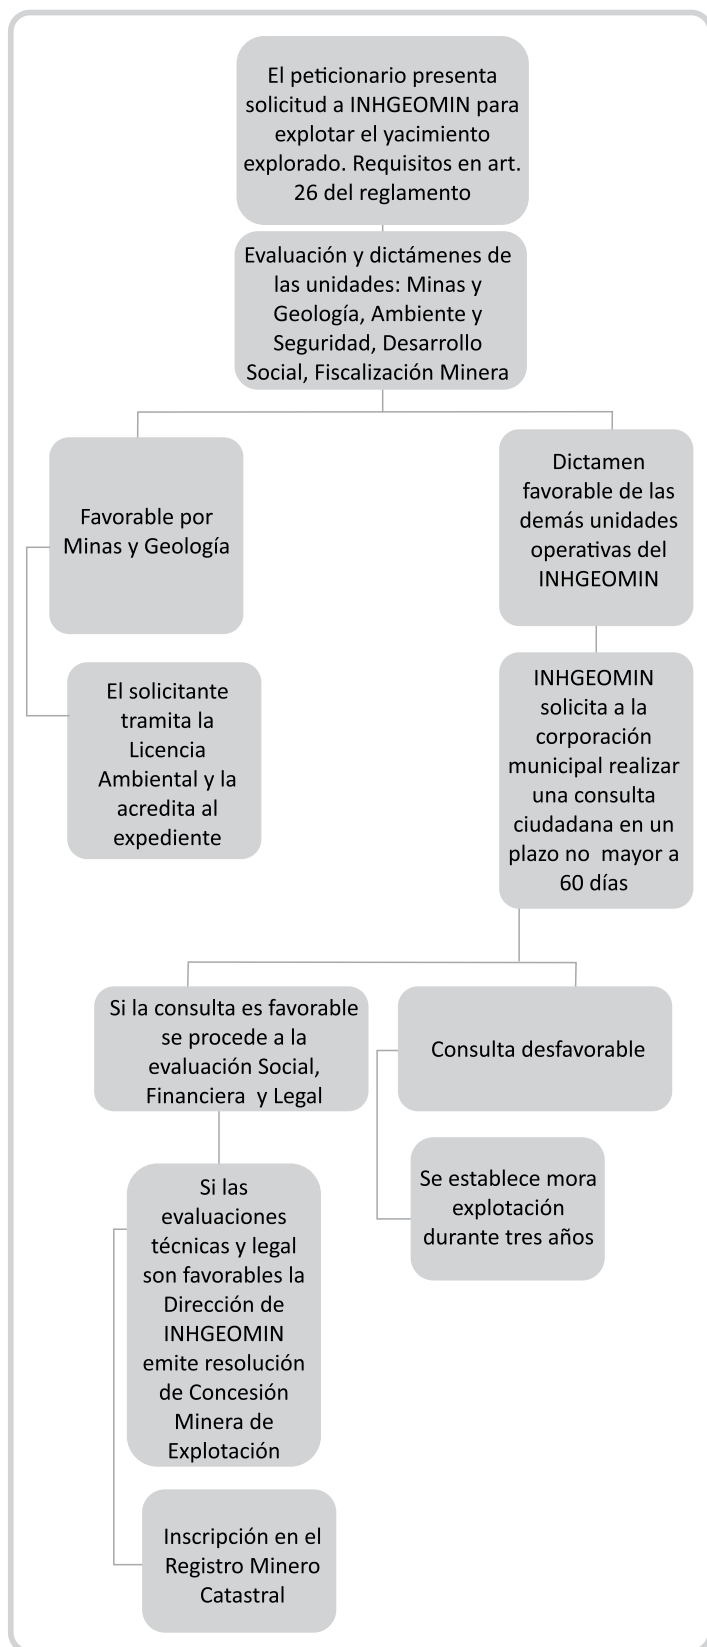 El peticionario presenta
solicitud a INHGEOMIN para
explotar el yacimiento
explorado. Requisitos en art.
26 del reglamento
Evaluación y dictámenes de
las unidades: Minas y
Geología, Ambiente y
Seguridad, Desarrollo
Social, Fiscalización Minera
Favorable por
Minas y Geología
El solicitante
tramita la
Licencia
Ambiental y la
acredita al
expediente
Dictamen
favorable de las
demás unidades
operativas del
INHGEOMIN
INHGEOMIN
solicita a la
corporación
municipal realizar
una consulta
ciudadana en un
plazo no mayor a
60 días
Si la consulta es favorable
se procede a la
evaluación Social,
Financiera y Legal
Si las
evaluaciones
técnicas y legal
son favorables la
Dirección de
INHGEOMIN
emite resolución
de Concesión
Minera de
Explotación
Inscripción en el
Registro Minero
Catastral
Consulta desfavorable
Se establece mora
explotación
durante tres años